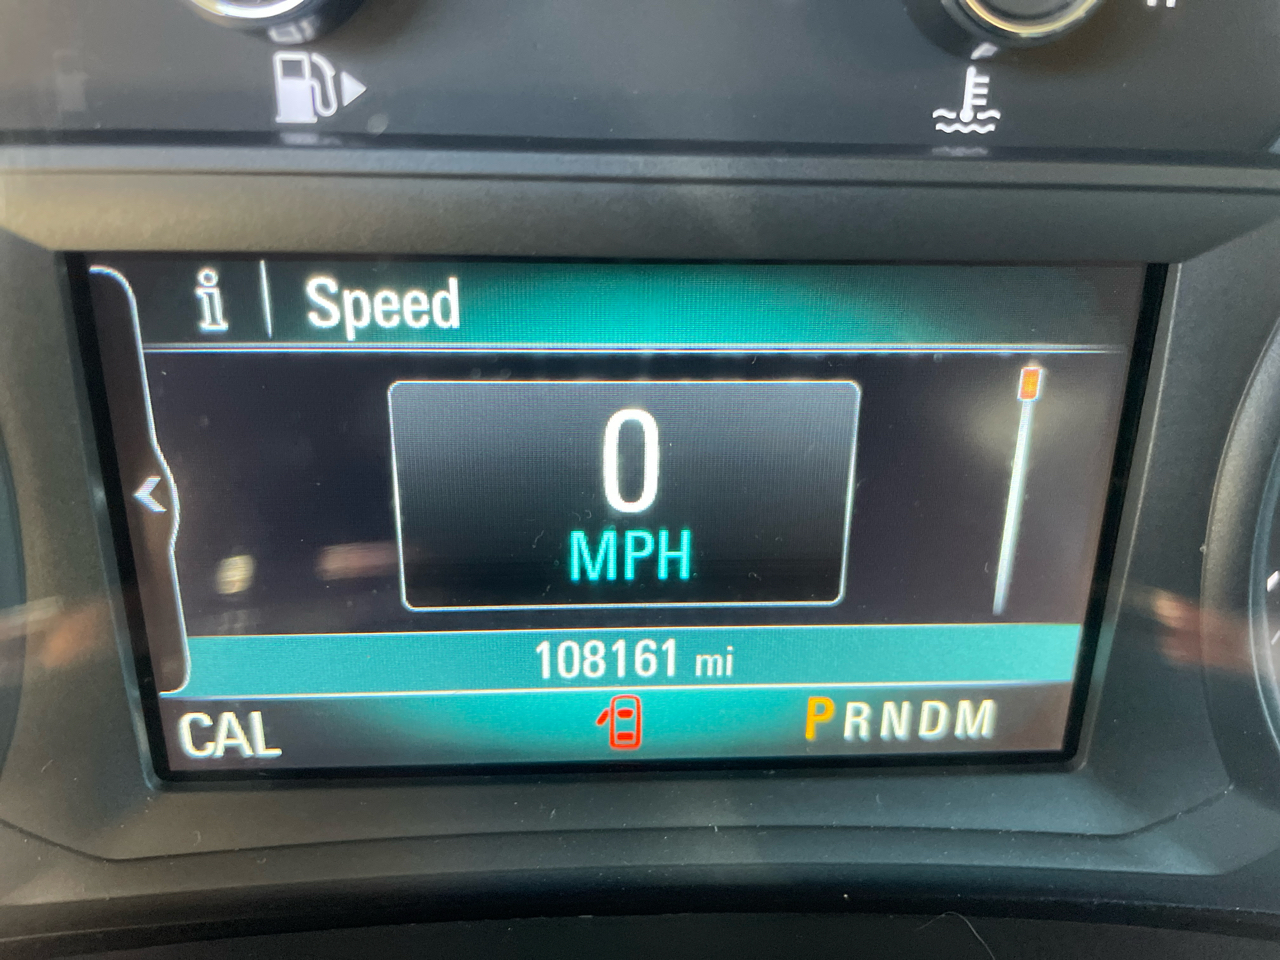 Speed
0
MPH
108161 mi
CAL
PRNDM